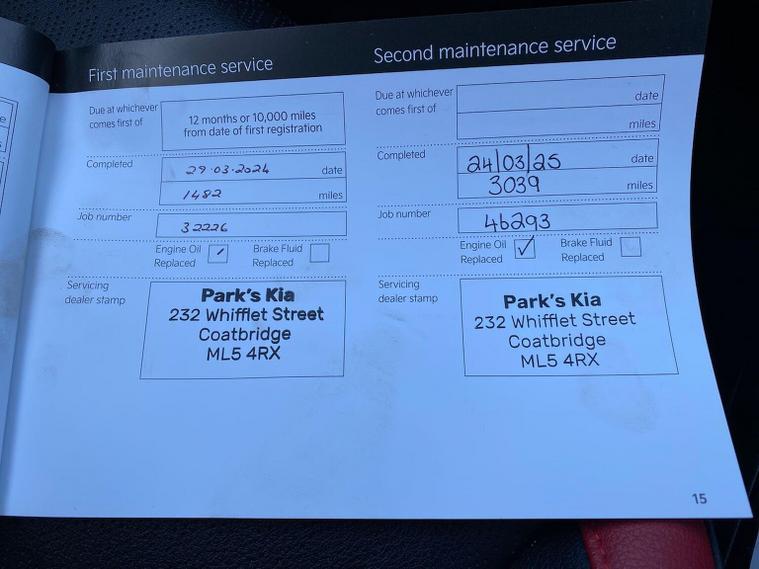 First maintenance service
Due at whichever
comes first of
12 months or 10,000 miles
from date of first registration
Completed
29.03.2024 date
1482 miles
Job number
32226
Engine Oil
Replaced
Brake Fluid
Replaced
Servicing
dealer stamp
Park's Kia
232 Whifflet Street
Coatbridge
ML5 4RX
Second maintenance service
Due at whichever
comes first of
date
miles
Completed
24/03/25 date
3039 miles
Job number
46293
Engine Oil
Replaced
Brake Fluid
Replaced
Servicing
dealer stamp
Park's Kia
232 Whifflet Street
Coatbridge
ML5 4RX
15